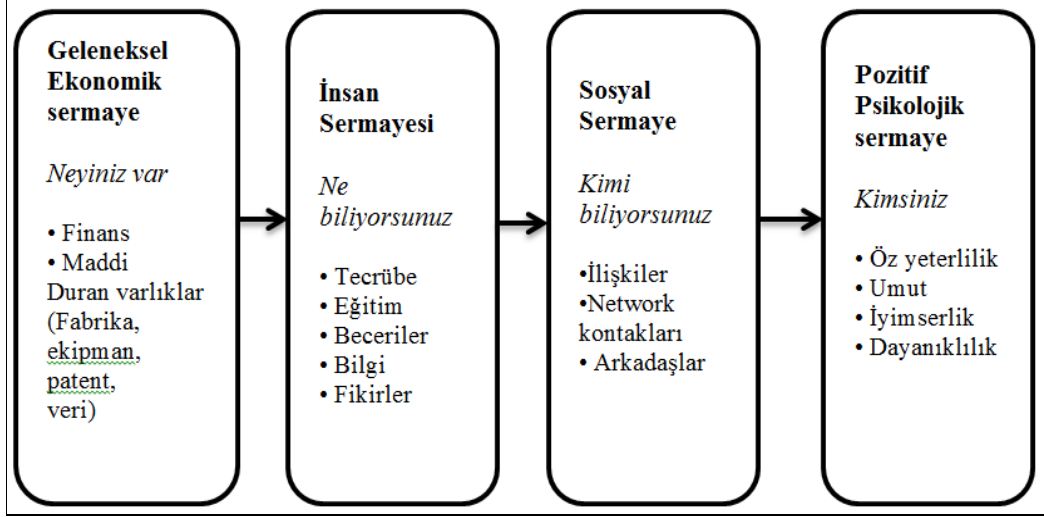 Geleneksel
Ekonomik
sermaye
Neyiniz var
• Finans
• Maddi
Duran varlıklar
(Fabrika,
ekipman,
patent,
veri)
İnsan
Sermayesi
Ne
biliyorsunuz
• Tecrübe
• Eğitim
• Beceriler
• Bilgi
• Fikirler
Sosyal
Sermaye
Kimi
biliyorsunuz
•İlişkiler
•Network
kontakları
• Arkadaşlar
Pozitif
Psikolojik
sermaye
Kimsiniz
• Öz yeterlilik
• Umut
• İyimserlik
• Dayanıklılık